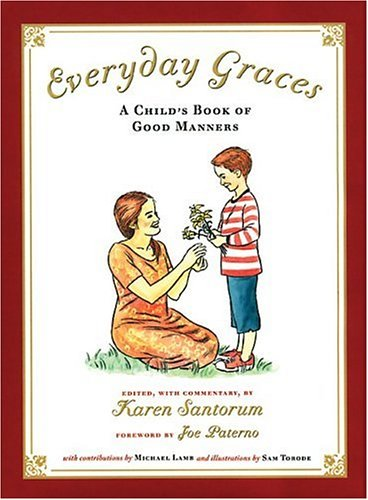 Everyday Graces
A Child's Book of
Good Manners
EDITED, WITH COMMENTARY, BY
Karen Santorum
FOREWORD BY Joe Paterno
with contributions by MICHAEL LAMB and illustrations by SAM TORODE